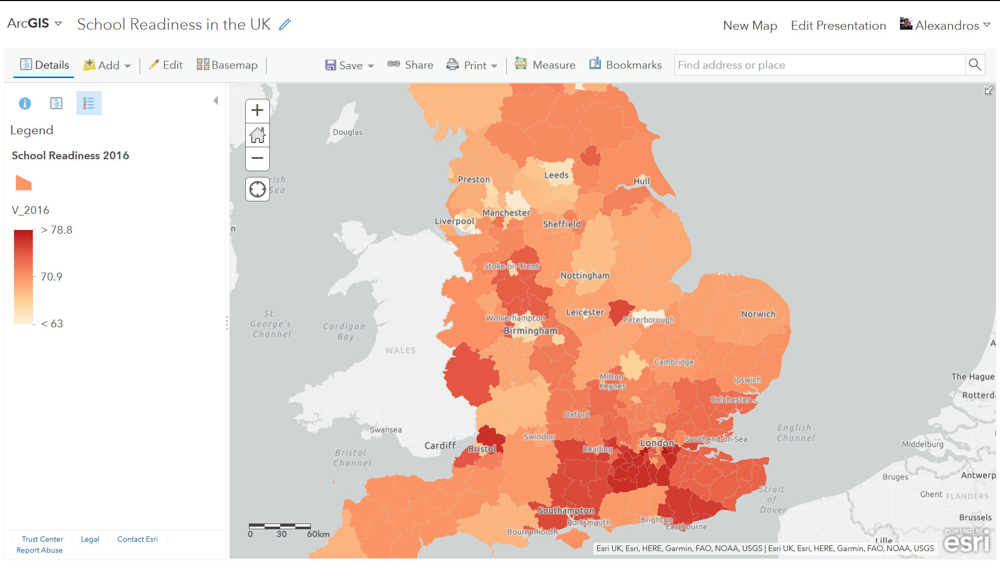 ArcGIS
School Readiness in the UK
New Map
Edit Presentation
Alexandros
Details
Add
Edit
Basemap
Save
Share
Print
Measure
Bookmarks
Find address or place
Legend
School Readiness 2016
V_2016
> 78.8
70.9
< 63
Trust Center
Legal
Contact Esri
Report Abuse
Douglas
rish
Sea
n
Preston
Leeds
Hull
Manchester
Liverpool
Sheffield
Stoke-on-Trent
Nottingham
Wolverhampton
Leicester
Peterborough
Norwich
Birmingham
St.
George's
Channel
Cardigan
Bay
WALES
Cambridge
Milton
Keynes
Ipswich
Colchester
Oxford
Swansea
Cardiff
Bristol
Swindon
Reading
London
Southend-on-Sea
English
Channel
Bristol
Channel
Southampton
Portsmouth
Brighton
Eastbourne
Bournemouth
Strait
of
Dover
A
The Hague
Rotterd
Middelburg
Bruges
Antwerp
Ghent
FLANDERS
Brussels
Lille
0 30 60km
Esri UK, Esri, HERE, Garmin, FAO, NOAA, USGS | Esri UK, Esri, HERE, Garmin, FAO, NOAA, USGS
POWERED BY
esri